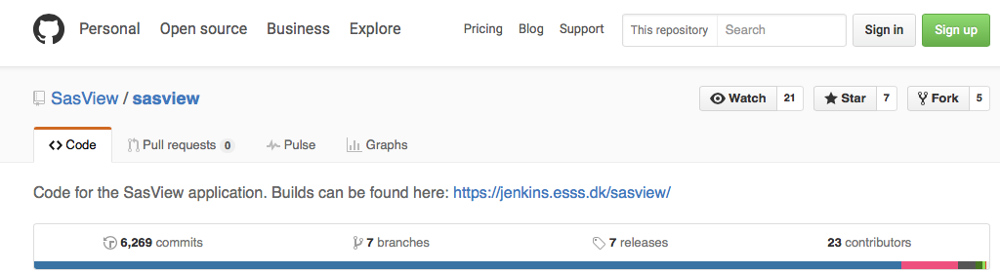 Personal Open source Business Explore Pricing Blog Support This repository Search Sign in Sign up
SasView / sasview Watch 21 Star 7 Fork 5
Code Pull requests 0 Pulse Graphs
Code for the SasView application. Builds can be found here: https://jenkins.esss.dk/sasview/
6,269 commits 7 branches 7 releases 23 contributors